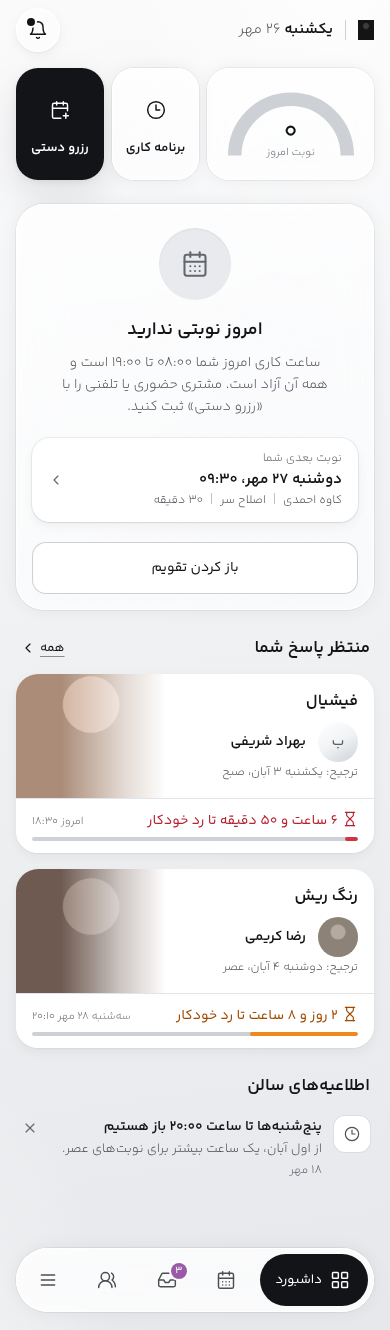 یکشنبه ۲۶ مهر
۰
نوبت امروز
برنامه کاری
رزرو دستی
امروز نوبتی ندارید
ساعت کاری امروز شما ۰۸:۰۰ تا ۱۹:۰۰ است و
همه آن آزاد است. مشتری حضوری یا تلفنی را با
«رزرو دستی» ثبت کنید.
نوبت بعدی شما
دوشنبه ۲۷ مهر، ۰۹:۳۰
کاوه احمدی | اصلاح سر | ۳۰ دقیقه
باز کردن تقویم
منتظر پاسخ شما
همه
فیشیال
ب
بهراد شریفی
ترجیح: یکشنبه ۳ آبان، صبح
۶ ساعت و ۵۰ دقیقه تا رد خودکار
امروز ۱۸:۳۰
رنگ ریش
رضا کریمی
ترجیح: دوشنبه ۴ آبان، عصر
۲ روز و ۸ ساعت تا رد خودکار
سه‌شنبه ۲۸ مهر ۲۰:۱۰
اطلاعیه‌های سالن
پنج‌شنبه‌ها تا ساعت ۲۰:۰۰ باز هستیم
از اول آبان، یک ساعت بیشتر برای نوبت‌های عصر.
۱۸ مهر
داشبورد
۳